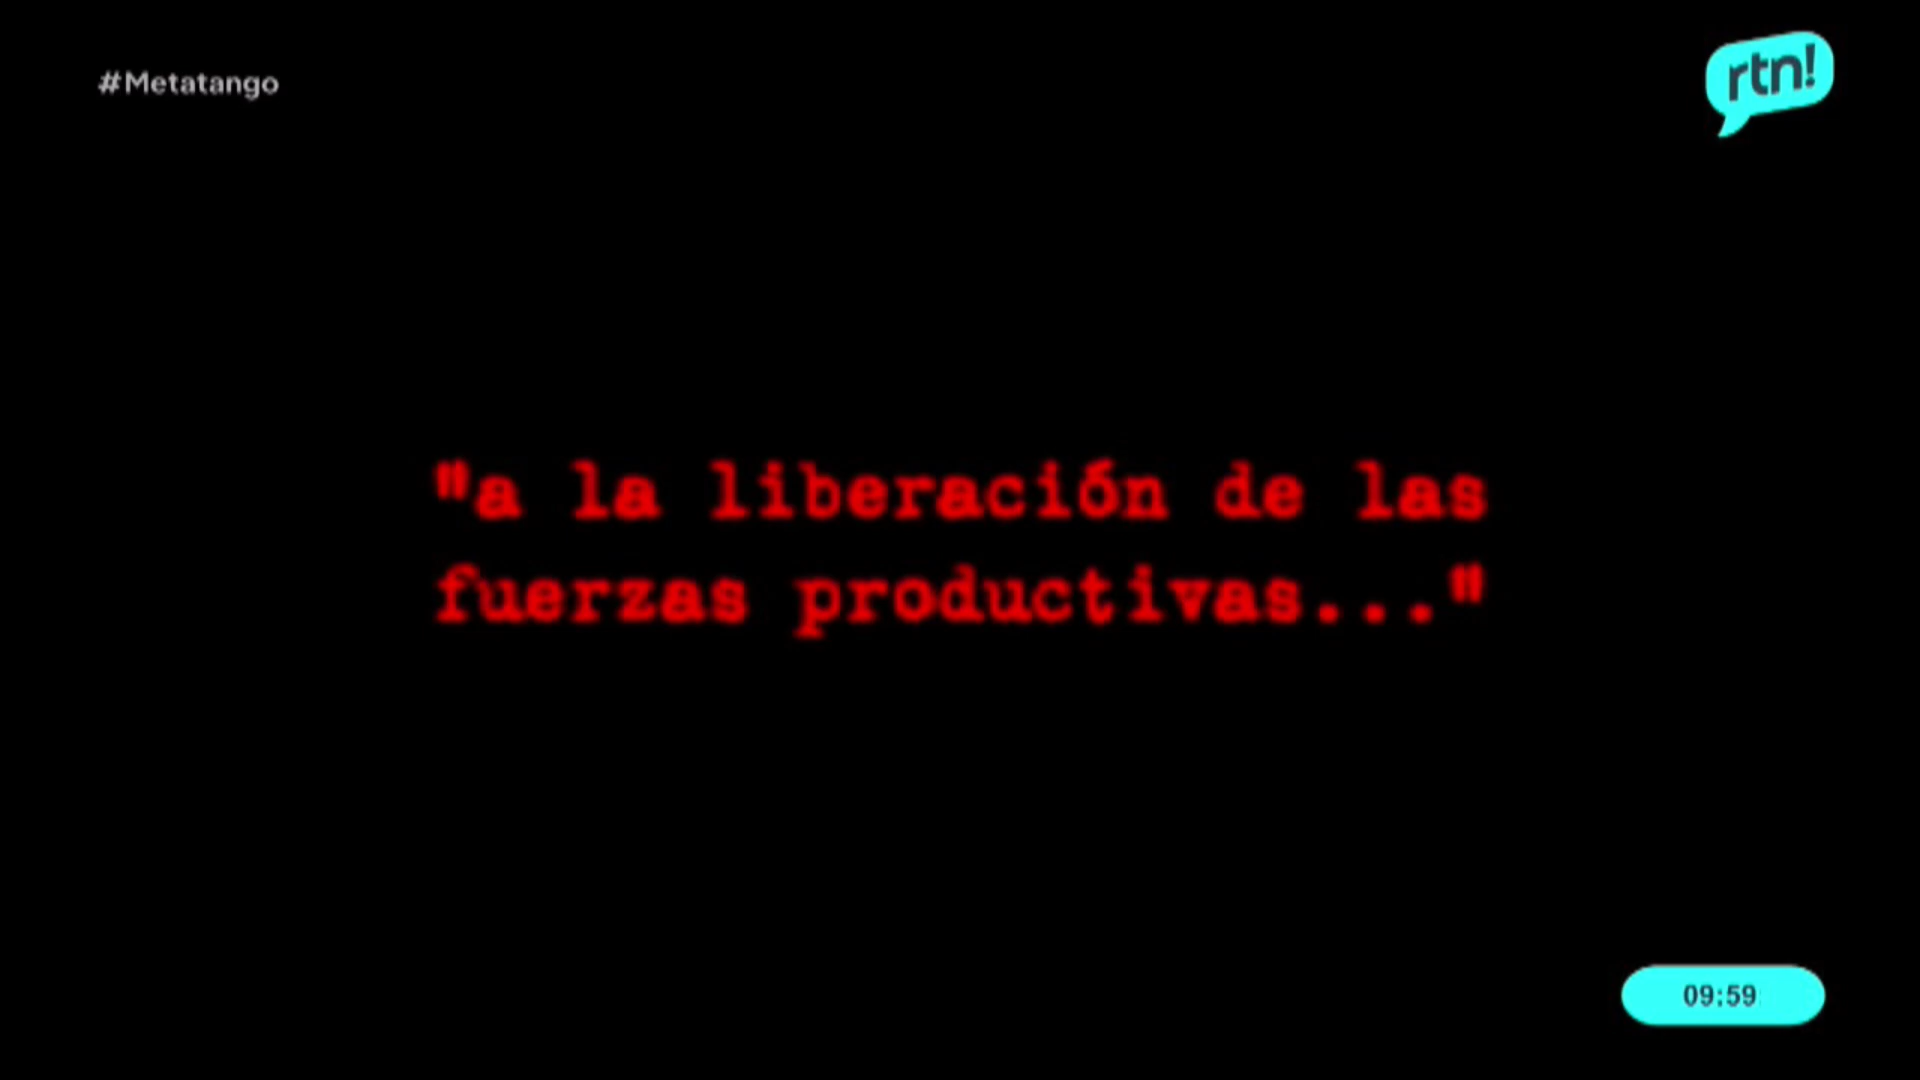 #Metatango
rtn!
"a la liberación de las
fuerzas productivas..."
09:59